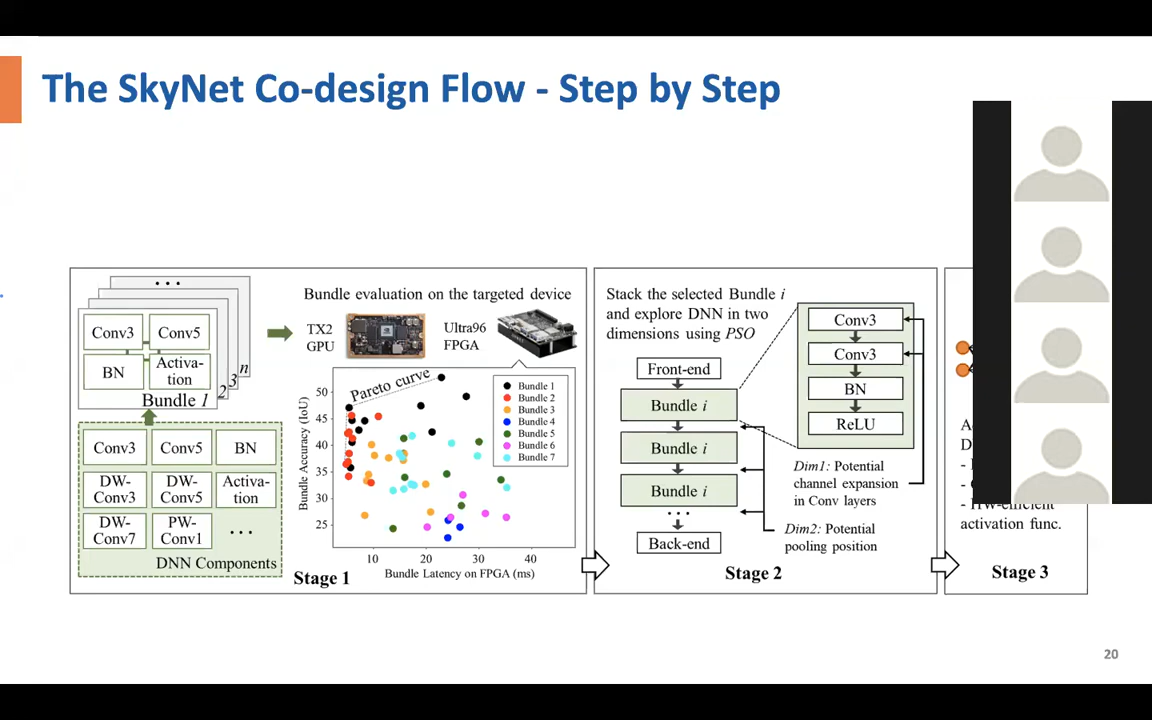 The SkyNet Co-design Flow - Step by Step
• • •
Conv3
Conv5
BN
Activa-
tion
Bundle 1
2
3
n
Conv3
Conv5
BN
DW-
Conv3
DW-
Conv5
Activa-
tion
DW-
Conv7
PW-
Conv1
• • •
DNN Components
Bundle evaluation on the targeted device
TX2
GPU
Ultra96
FPGA
Pareto curve
Bundle 1
Bundle 2
Bundle 3
Bundle 4
Bundle 5
Bundle 6
Bundle 7
Bundle Accuracy (IoU)
50
45
40
35
30
25
10
20
30
40
Bundle Latency on FPGA (ms)
Stage 1
Stack the selected Bundle i
and explore DNN in two
dimensions using PSO
Front-end
Bundle i
Bundle i
Bundle i
• • •
Back-end
Conv3
Conv3
BN
ReLU
Dim1: Potential
channel expansion
in Conv layers
Dim2: Potential
pooling position
Stage 2
activation func.
Stage 3
20